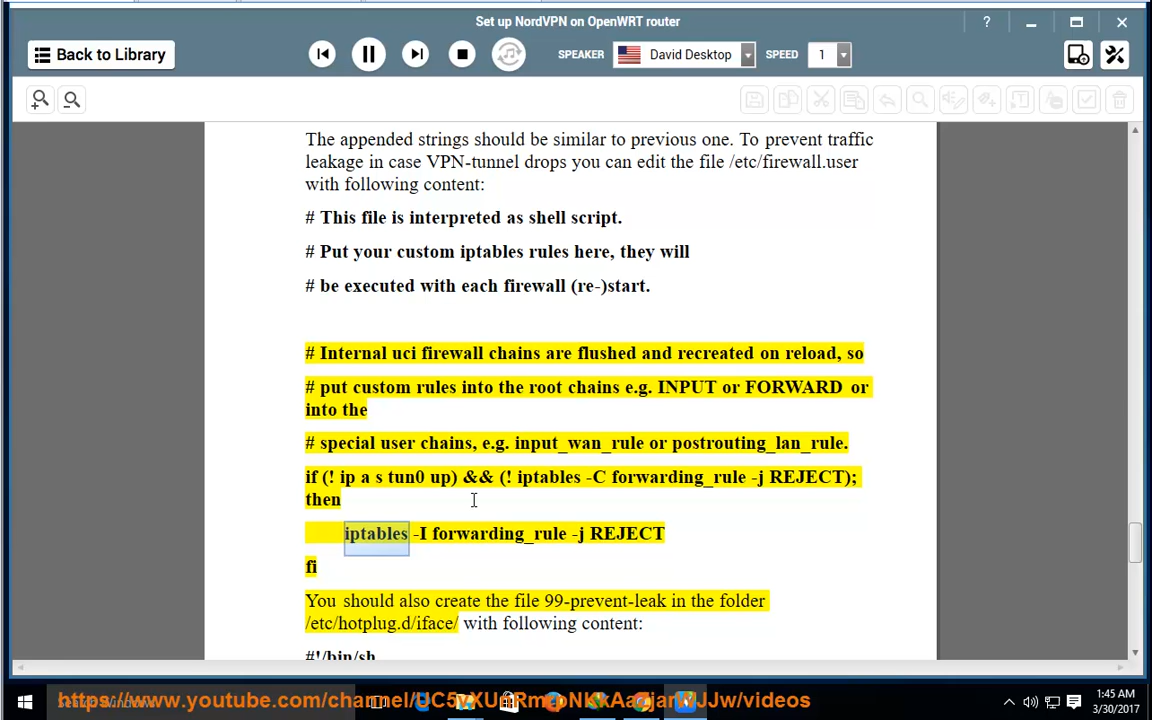 Set up NordVPN on OpenWRT router
?
Back to Library
SPEAKER
David Desktop
SPEED
1
The appended strings should be similar to previous one. To prevent traffic
leakage in case VPN-tunnel drops you can edit the file /etc/firewall.user
with following content:
# This file is interpreted as shell script.
# Put your custom iptables rules here, they will
# be executed with each firewall (re-)start.
# Internal uci firewall chains are flushed and recreated on reload, so
# put custom rules into the root chains e.g. INPUT or FORWARD or
into the
# special user chains, e.g. input_wan_rule or postrouting_lan_rule.
if (! ip a s tun0 up) && (! iptables -C forwarding_rule -j REJECT);
then
iptables -I forwarding_rule -j REJECT
fi
You should also create the file 99-prevent-leak in the folder
/etc/hotplug.d/iface/ with following content:
#!/bin/sh
1:45 AM
3/30/2017